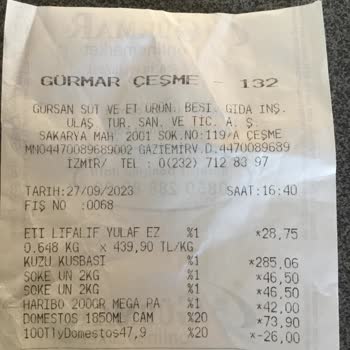 GÜRMAR ÇEŞME - 132
GÜRSAN SÜT VE ET ÜRÜN. BESİ. GIDA İNŞ.
ULAŞ. TUR. SAN. VE TİC. A. Ş.
SAKARYA MAH 2001 SOK.NO:119/A ÇEŞME
MN04470089689002 GAZİEMİRV.D.4470089689
İZMİR/ TEL : 0(232) 712 83 97
TARİH:27/09/2023 SAAT:16:40
FİŞ NO :0068
ETİ LİFALİF YULAF EZ %1 *28,75
0.648 KG x 439,90 TL/KG
KUZU KUŞBAŞI %1 *285,06
SÖKE UN 2KG %1 *46,50
SÖKE UN 2KG %1 *46,50
HARIBO 200GR MEGA PA %1 *42,00
DOMESTOS 1850ML ÇAM %20 *73,90
100TlyDomestos47,9 %20 *-26,00